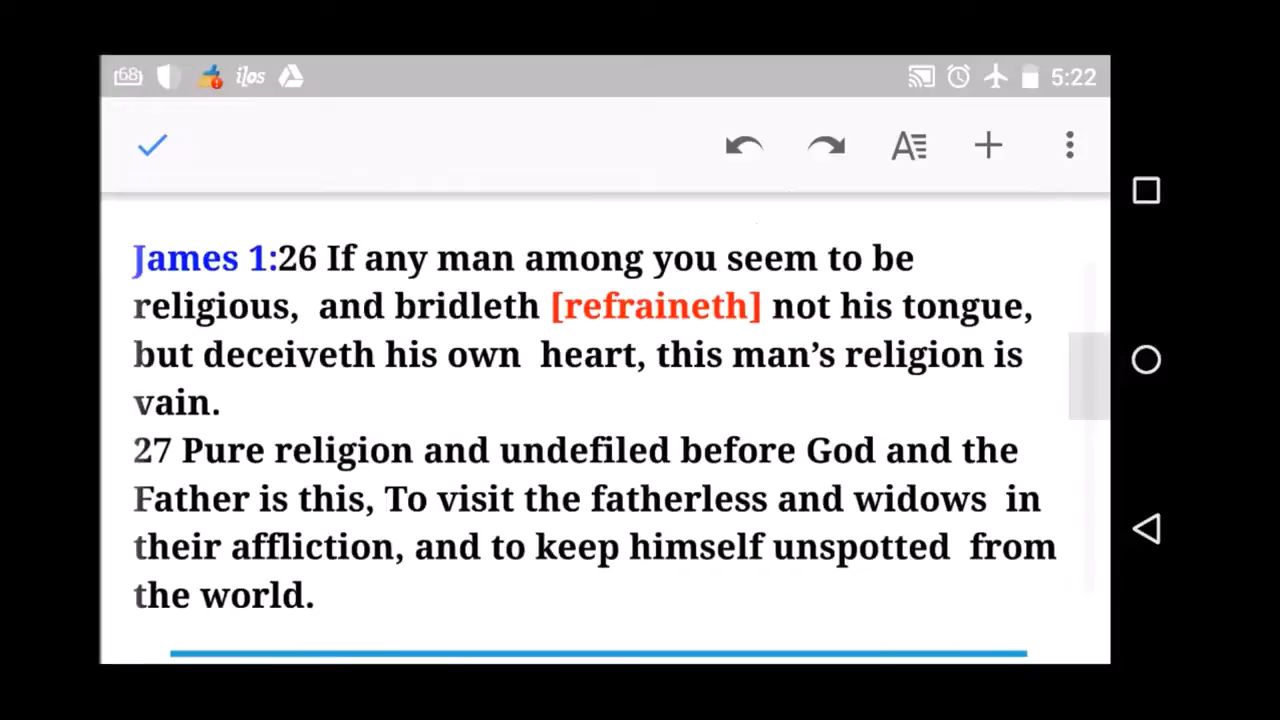 68 ilos 5:22
James 1:26 If any man among you seem to be
religious, and bridleth [refraineth] not his tongue,
but deceiveth his own heart, this man’s religion is
vain.
27 Pure religion and undefiled before God and the
Father is this, To visit the fatherless and widows in
their affliction, and to keep himself unspotted from
the world.